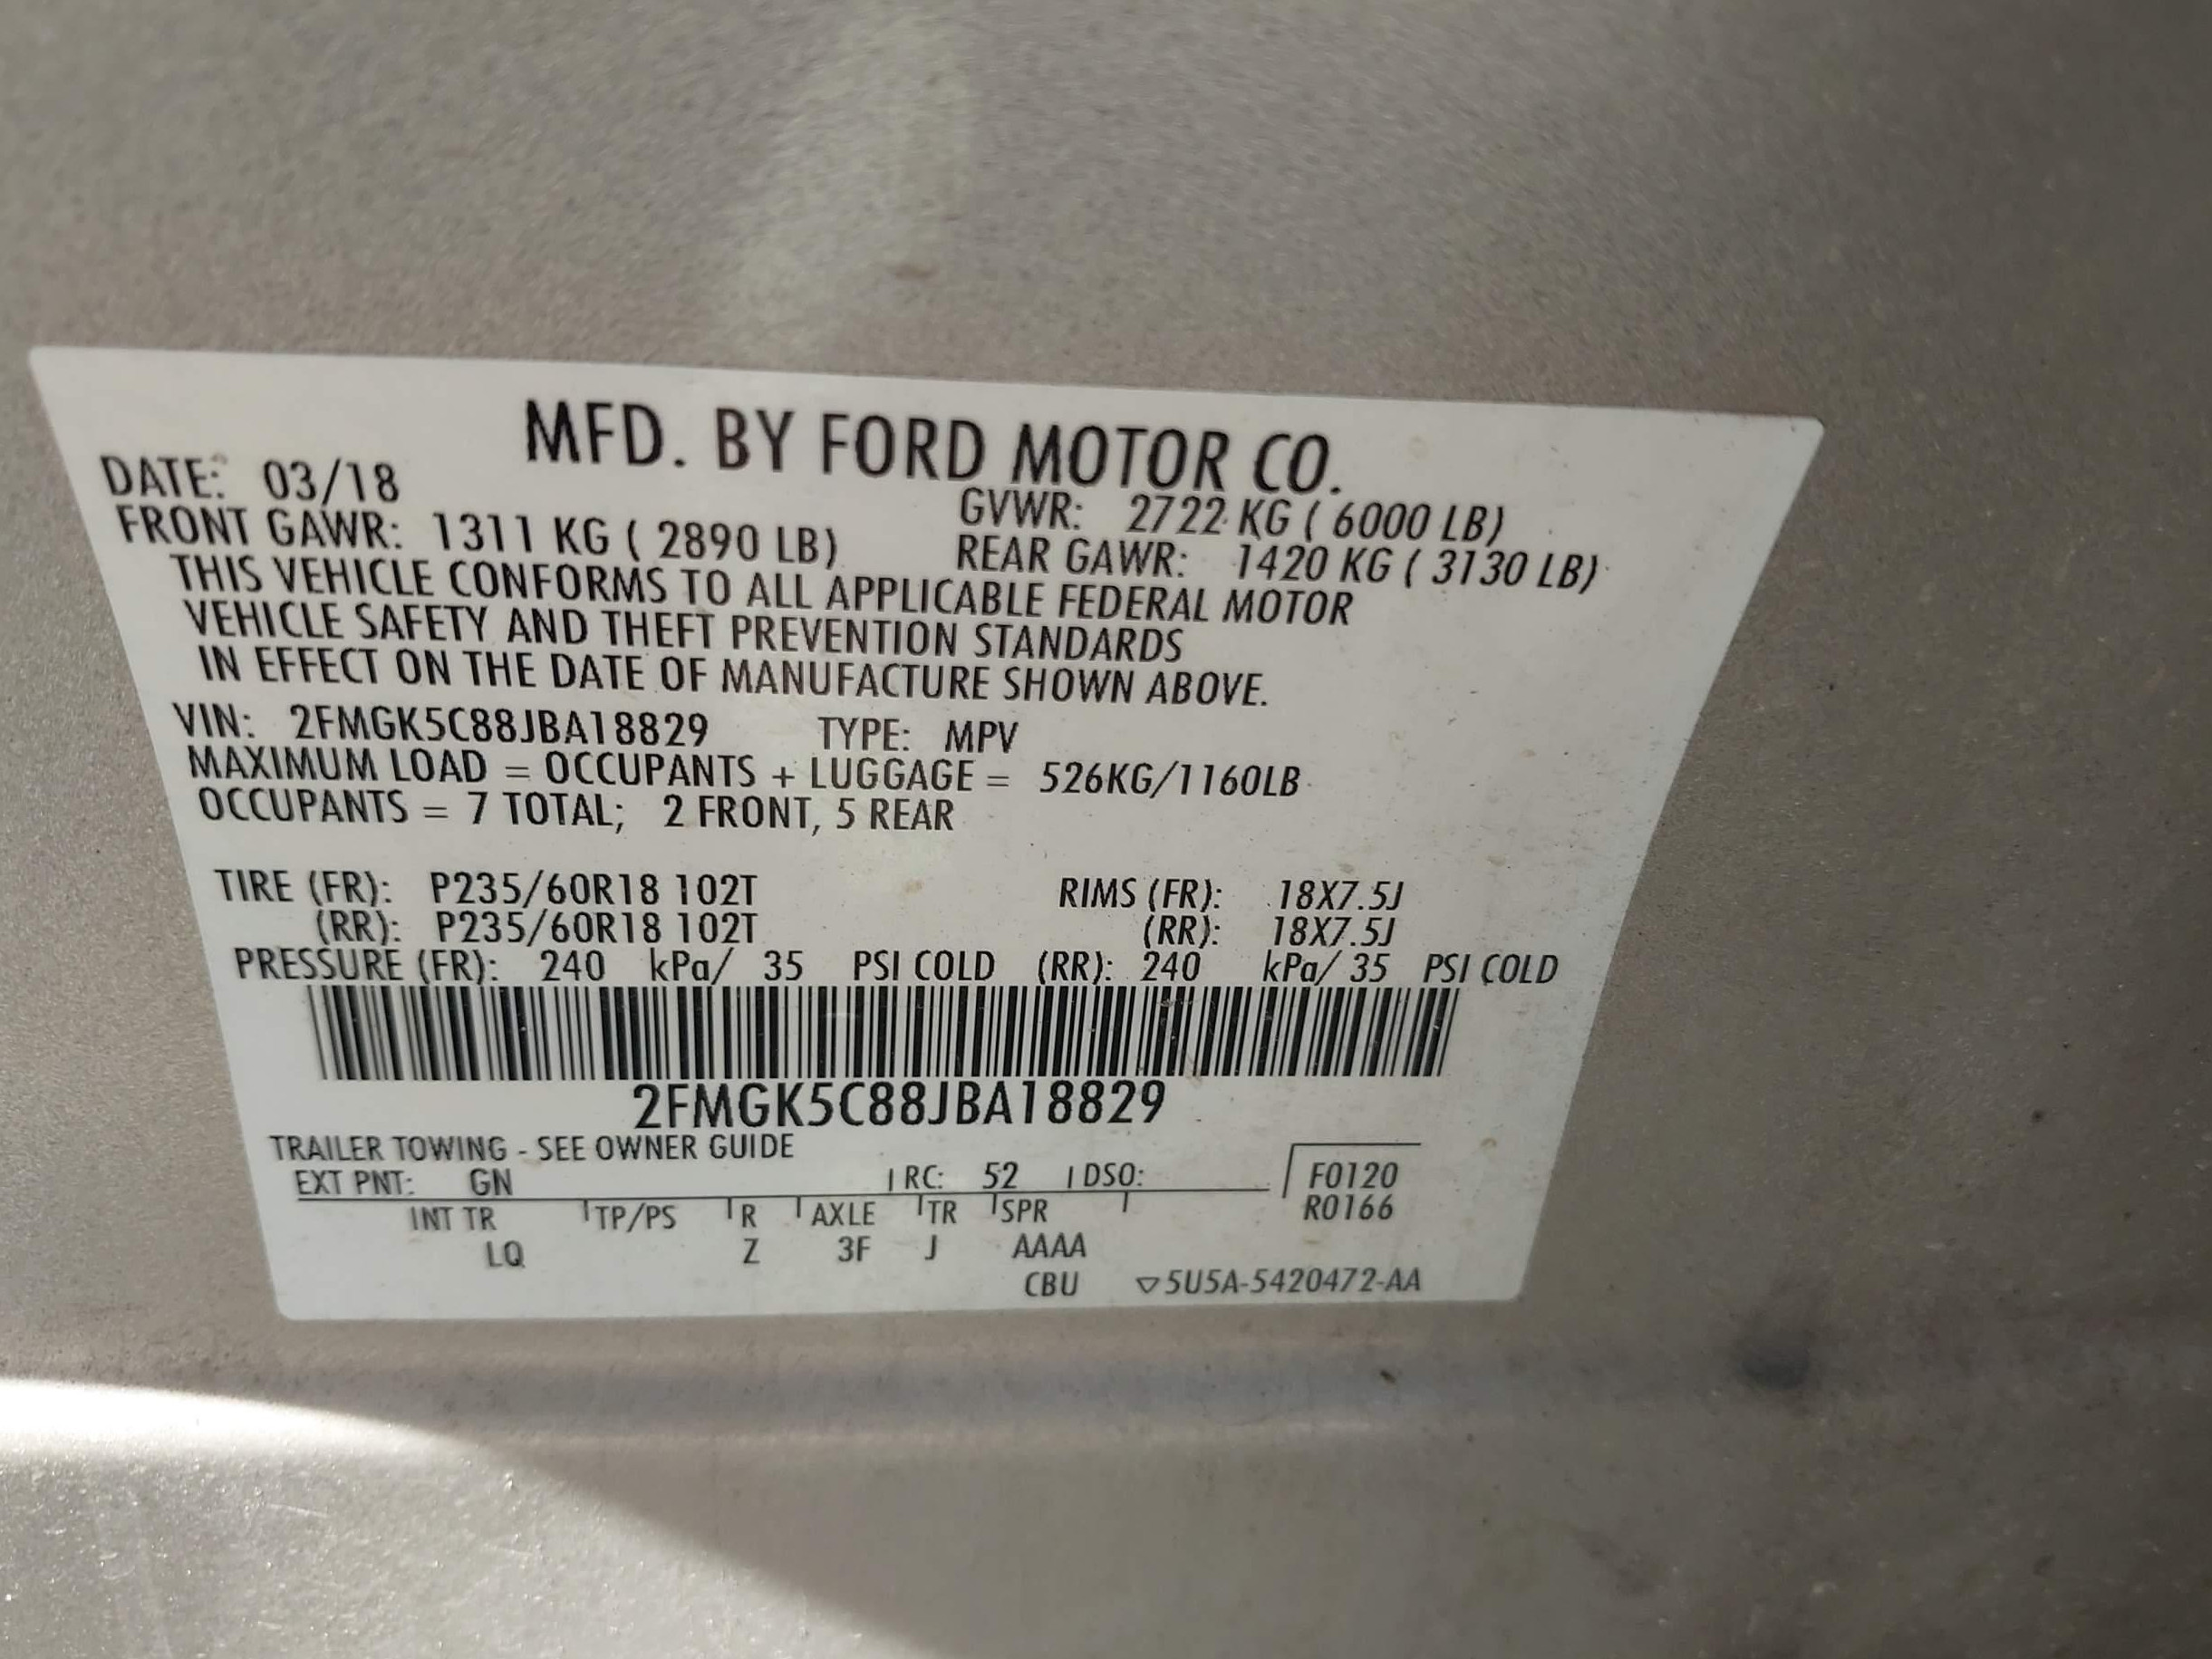 MFD. BY FORD MOTOR CO.
DATE: 03/18 GVWR: 2722 KG ( 6000 LB)
FRONT GAWR: 1311 KG ( 2890 LB) REAR GAWR: 1420 KG ( 3130 LB)
THIS VEHICLE CONFORMS TO ALL APPLICABLE FEDERAL MOTOR
VEHICLE SAFETY AND THEFT PREVENTION STANDARDS
IN EFFECT ON THE DATE OF MANUFACTURE SHOWN ABOVE.
VIN: 2FMGK5C88JBA18829 TYPE: MPV
MAXIMUM LOAD = OCCUPANTS + LUGGAGE = 526KG/1160LB
OCCUPANTS = 7 TOTAL; 2 FRONT, 5 REAR
TIRE (FR): P235/60R18 102T RIMS (FR): 18X7.5J
(RR): P235/60R18 102T (RR): 18X7.5J
PRESSURE (FR): 240 kPa/ 35 PSI COLD (RR): 240 kPa/ 35 PSI COLD
2FMGK5C88JBA18829
TRAILER TOWING - SEE OWNER GUIDE
EXT PNT: GN RC: 52 DSO: F0120
INT TR TP/PS R AXLE TR SPR R0166
LQ Z 3F J AAAA
CBU ▽5U5A-5420472-AA